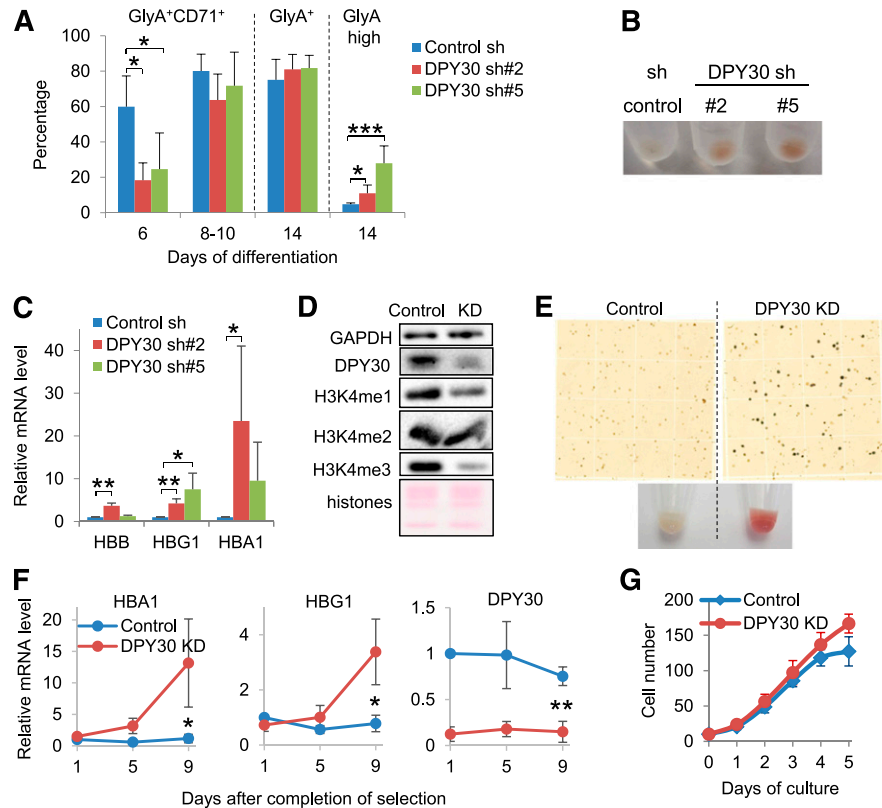 A
GlyA⁺CD71⁺ GlyA⁺ GlyA high
Control sh
DPY30 sh#2
DPY30 sh#5
* * * ***
Percentage
100
80
60
40
20
0
6 8-10 14 14
Days of differentiation
B
sh DPY30 sh
control #2 #5
C
Control sh
DPY30 sh#2
DPY30 sh#5
** ** * *
Relative mRNA level
40
30
20
10
0
HBB HBG1 HBA1
D
Control KD
GAPDH
DPY30
H3K4me1
H3K4me2
H3K4me3
histones
E
Control DPY30 KD
F
HBA1 HBG1 DPY30
Control
DPY30 KD
Relative mRNA level
20
15
10
5
0
*
1 5 9
4
2
0
*
1 5 9
1.5
1
0.5
0
**
1 5 9
Days after completion of selection
G
Control
DPY30 KD
Cell number
200
150
100
50
0
0 1 2 3 4 5
Days of culture